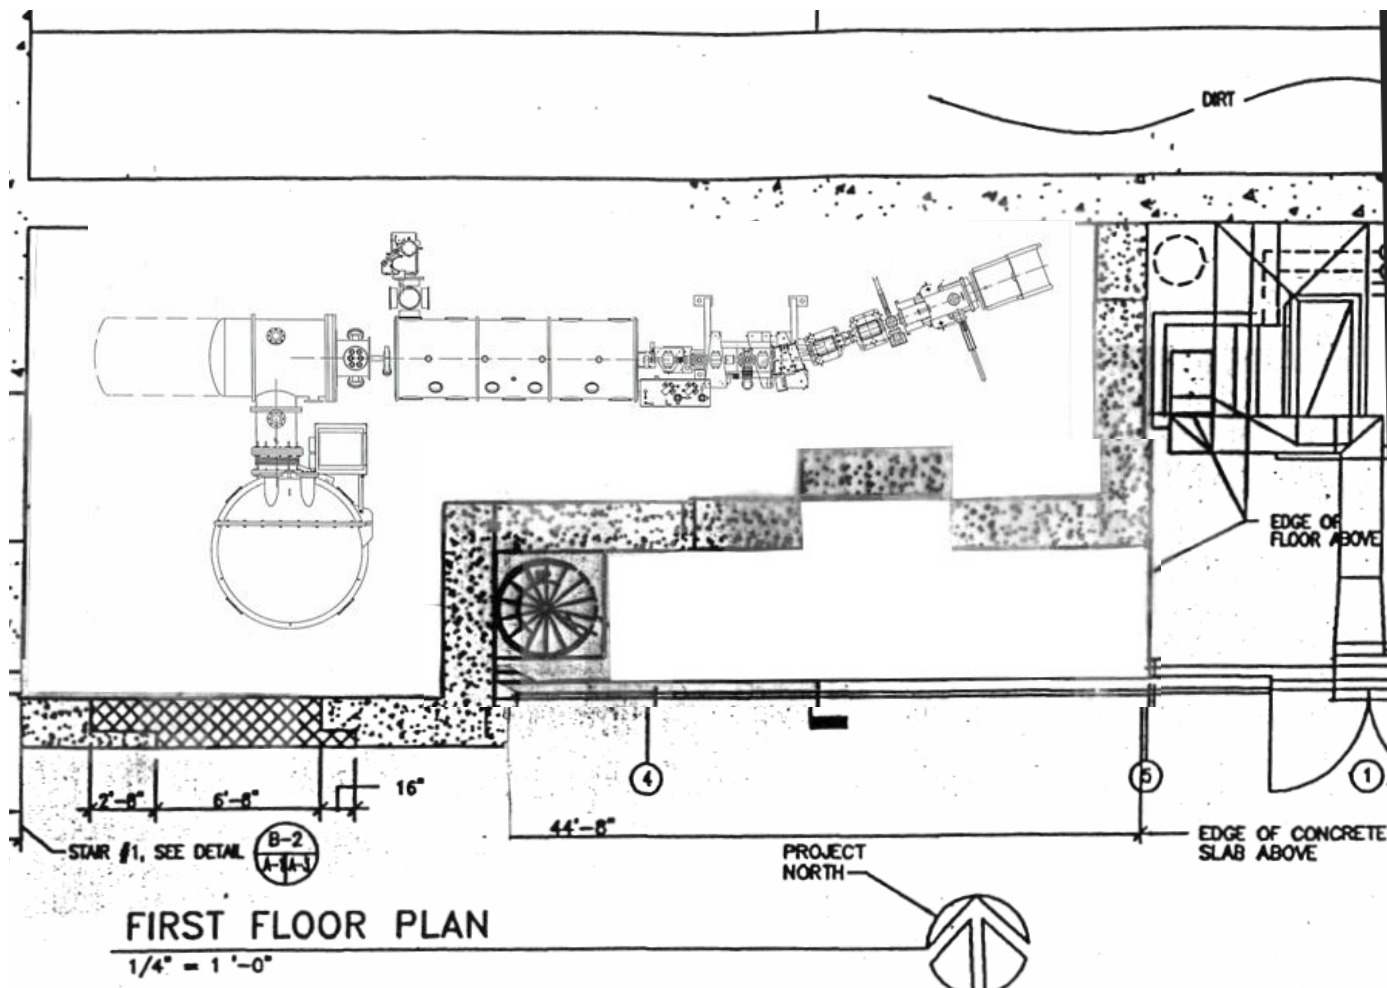 DIRT
EDGE OF
FLOOR ABOVE
4
5
1
2'-8"
6'-8"
16"
44'-8"
STAIR #1, SEE DETAIL
B-2
EDGE OF CONCRETE
SLAB ABOVE
PROJECT
NORTH
FIRST FLOOR PLAN
1/4" = 1'-0"